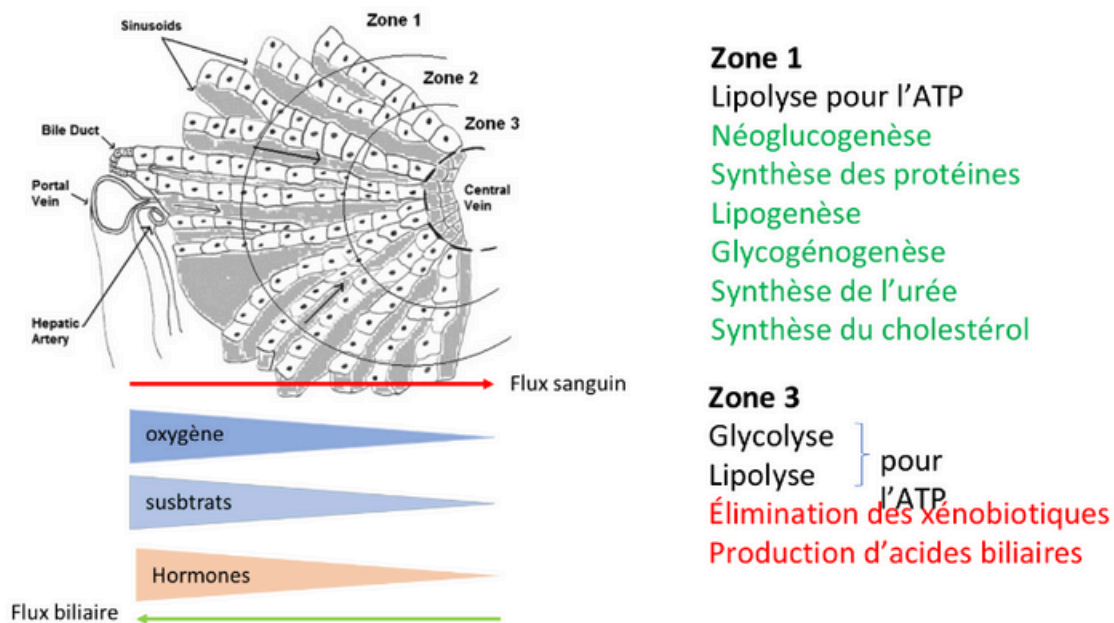 Sinusoids
Zone 1
Zone 2
Zone 3
Bile Duct
Portal
Vein
Central
Vein
Hepatic
Artery
Flux sanguin
oxygène
susbtrats
Hormones
Flux biliaire
Zone 1
Lipolyse pour l’ATP
Néoglucogenèse
Synthèse des protéines
Lipogenèse
Glycogénogenèse
Synthèse de l’urée
Synthèse du cholestérol
Zone 3
Glycolyse
Lipolyse
pour
l’ATP
Élimination des xénobiotiques
Production d’acides biliaires